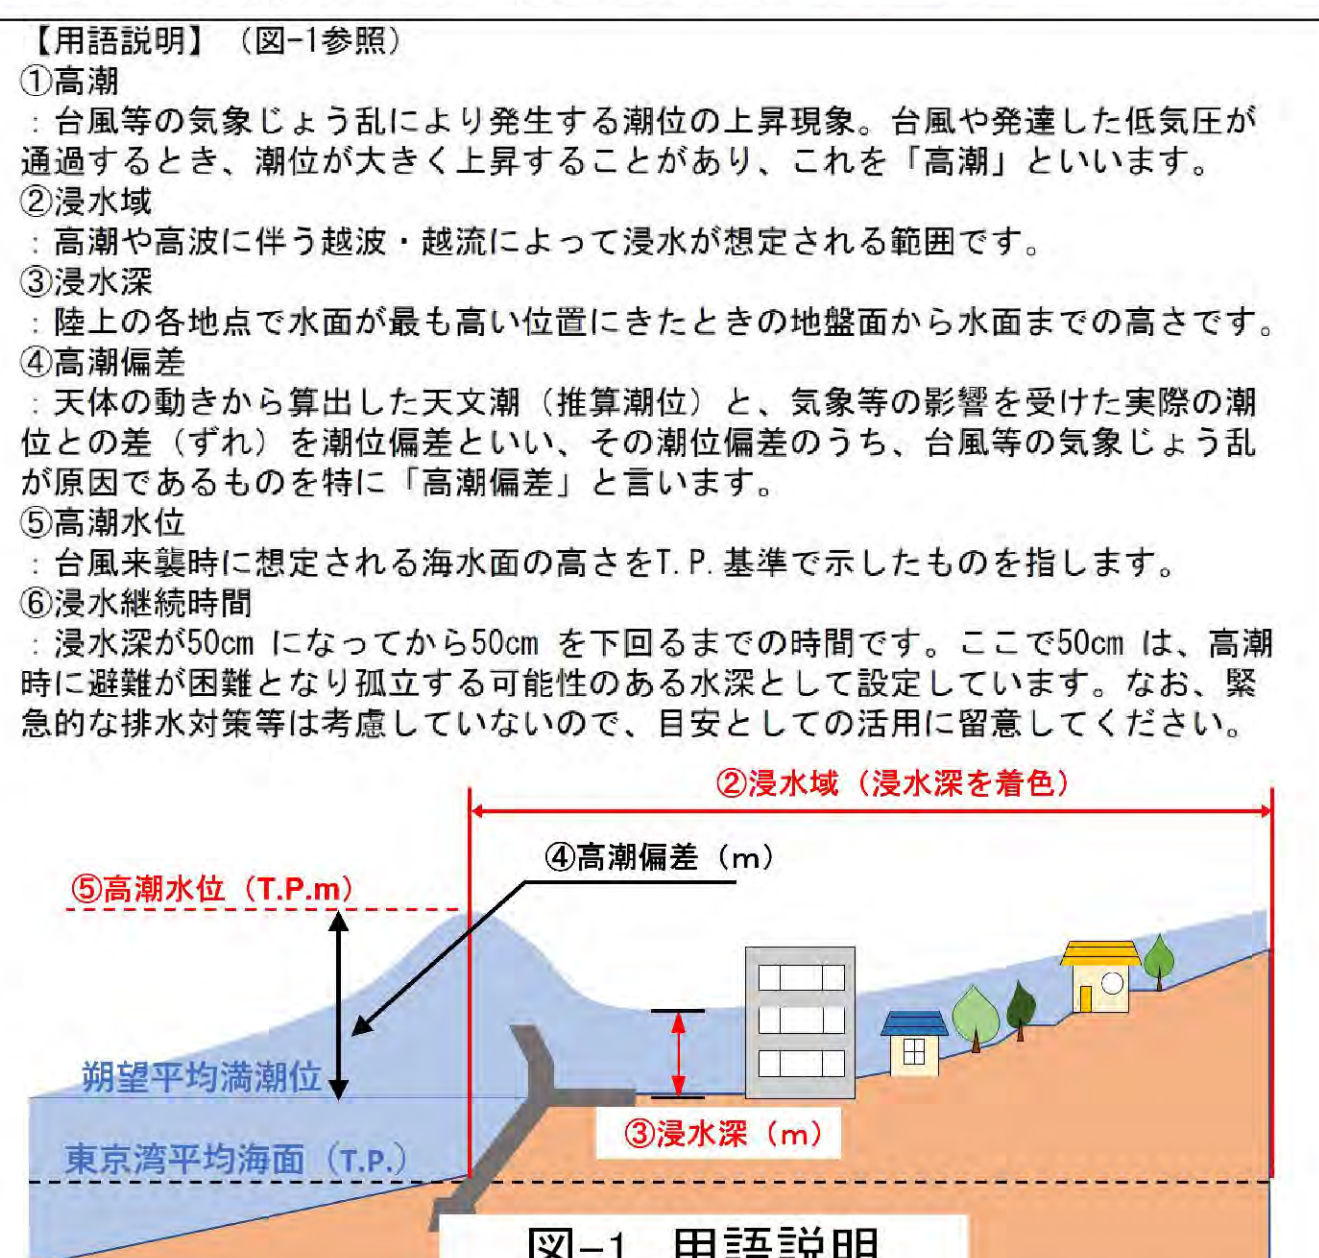 【用語説明】（図-1参照）
①高潮
：台風等の気象じょう乱により発生する潮位の上昇現象。台風や発達した低気圧が
通過するとき、潮位が大きく上昇することがあり、これを「高潮」といいます。
②浸水域
：高潮や高波に伴う越波・越流によって浸水が想定される範囲です。
③浸水深
：陸上の各地点で水面が最も高い位置にきたときの地盤面から水面までの高さです。
④高潮偏差
：天体の動きから算出した天文潮（推算潮位）と、気象等の影響を受けた実際の潮
位との差（ずれ）を潮位偏差といい、その潮位偏差のうち、台風等の気象じょう乱
が原因であるものを特に「高潮偏差」と言います。
⑤高潮水位
：台風来襲時に想定される海水面の高さをT.P.基準で示したものを指します。
⑥浸水継続時間
：浸水深が50cm になってから50cm を下回るまでの時間です。ここで50cm は、高潮
時に避難が困難となり孤立する可能性のある水深として設定しています。なお、緊
急的な排水対策等は考慮していないので、目安としての活用に留意してください。
②浸水域（浸水深を着色）
④高潮偏差（m）
⑤高潮水位（T.P.m）
朔望平均満潮位
③浸水深（m）
東京湾平均海面（T.P.）
図-1 用語説明